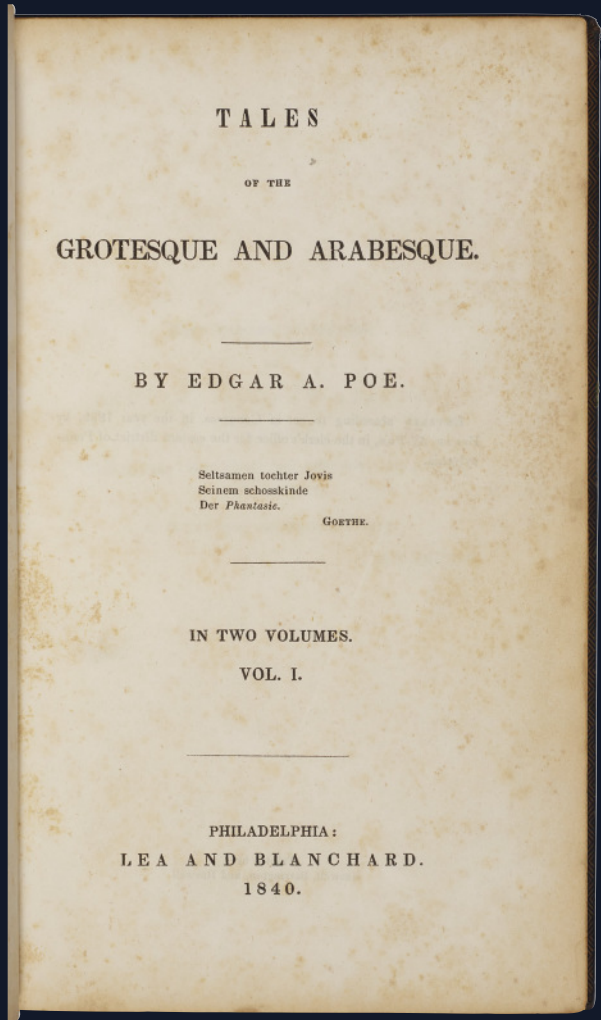 TALES
OF THE
GROTESQUE AND ARABESQUE.
BY EDGAR A. POE.
Seltsamen tochter Jovis
Seinem schosskinde
Der Phantasie.
GOETHE.
IN TWO VOLUMES.
VOL. I.
PHILADELPHIA:
LEA AND BLANCHARD.
1840.